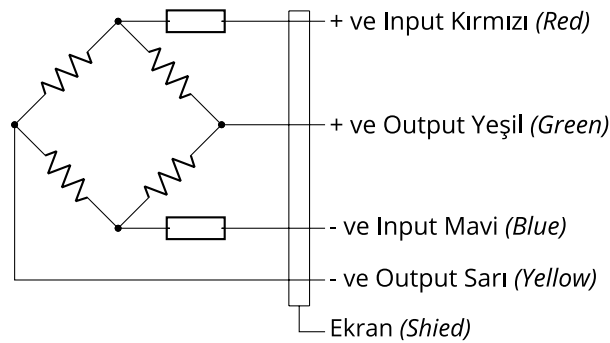 + ve Input Kırmızı (Red)
+ ve Output Yeşil (Green)
- ve Input Mavi (Blue)
- ve Output Sarı (Yellow)
Ekran (Shied)